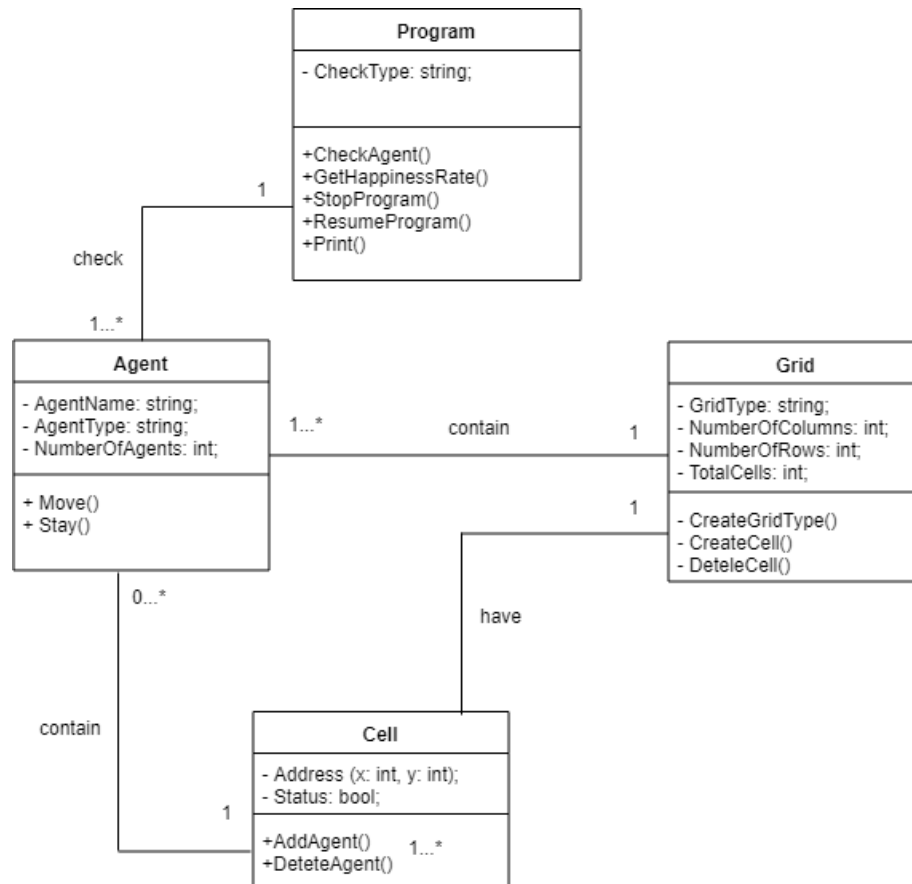 Program
- CheckType: string;
+CheckAgent()
+GetHappinessRate()
+StopProgram()
+ResumeProgram()
+Print()
1
check
1...*
Agent
- AgentName: string;
- AgentType: string;
- NumberOfAgents: int;
+ Move()
+ Stay()
1...*
contain
1
Grid
- GridType: string;
- NumberOfColumns: int;
- NumberOfRows: int;
- TotalCells: int;
- CreateGridType()
- CreateCell()
- DeteleCell()
1
have
0...*
contain
1
Cell
- Address (x: int, y: int);
- Status: bool;
+AddAgent()
+DeteteAgent()
1...*